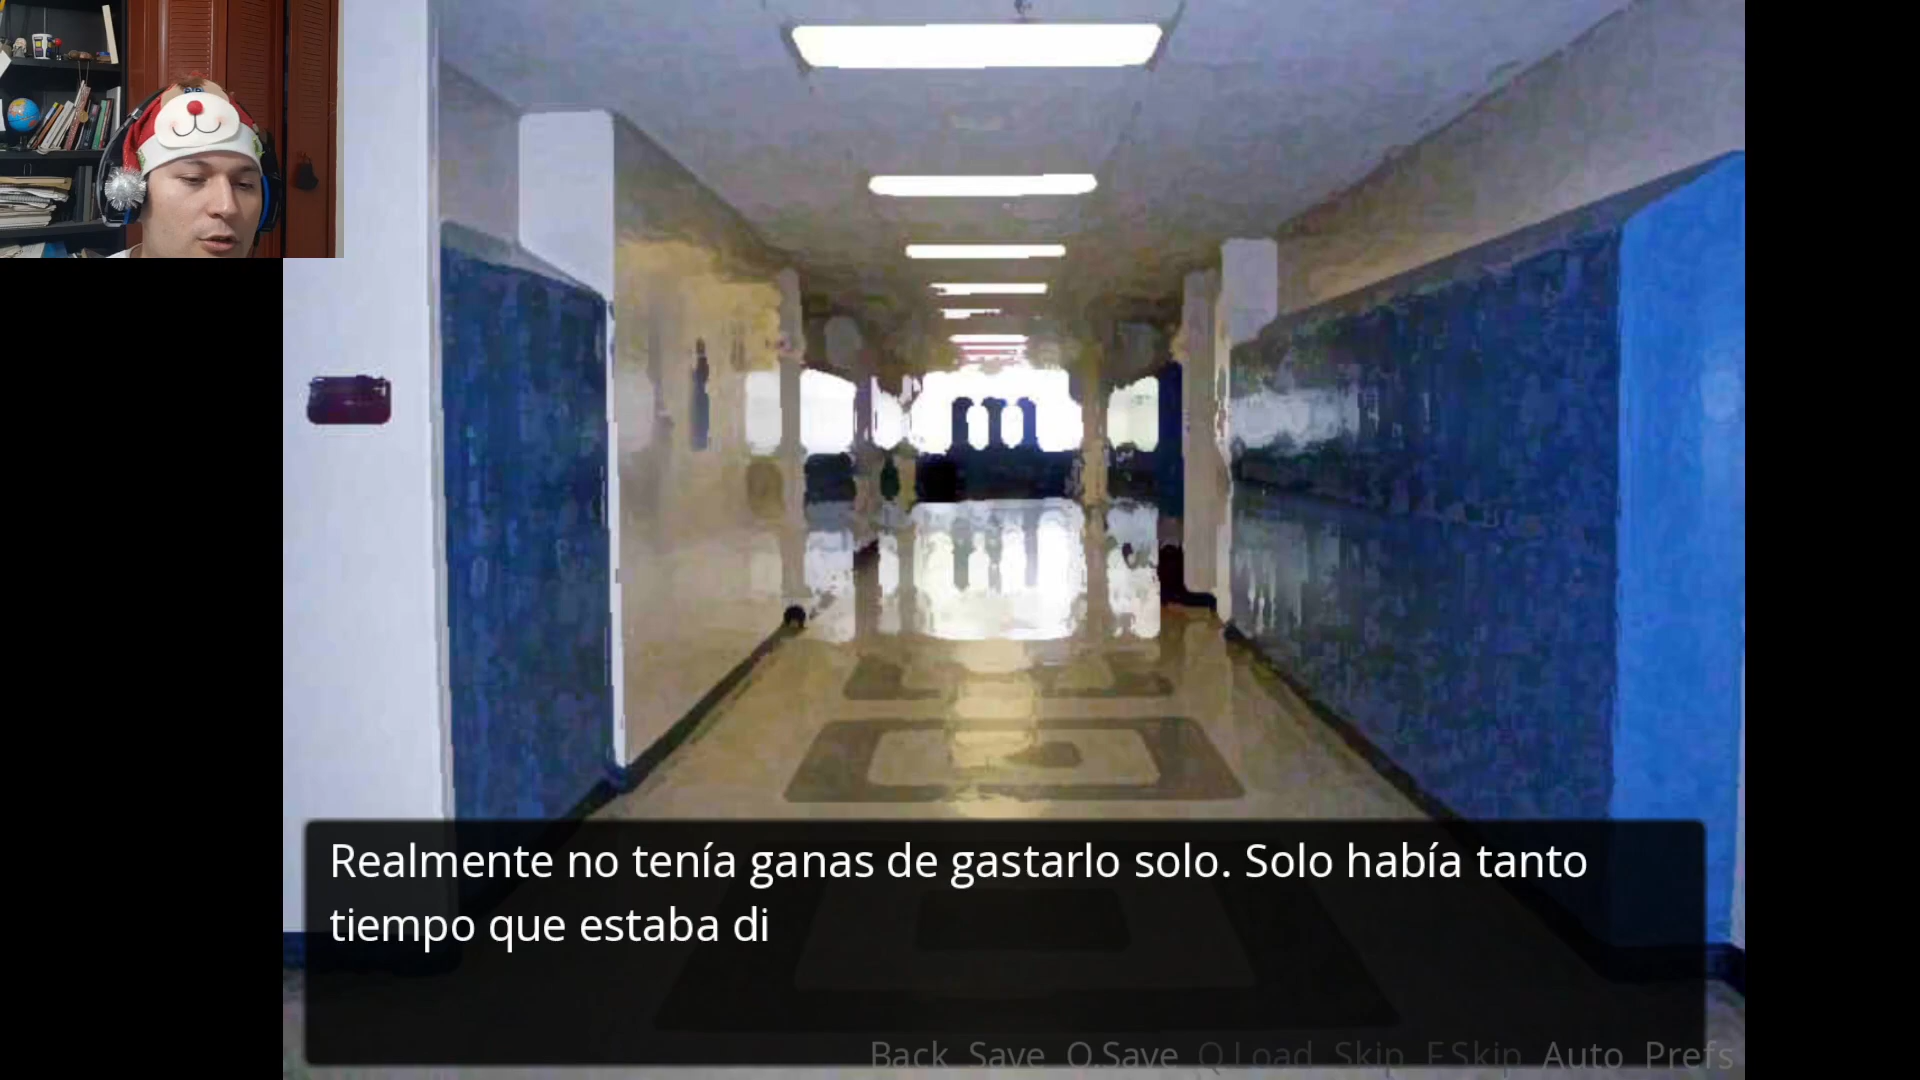 Realmente no tenía ganas de gastarlo solo. Solo había tanto
tiempo que estaba di
Back Save Q.Save Q.Load Skip F.Skip Auto Prefs